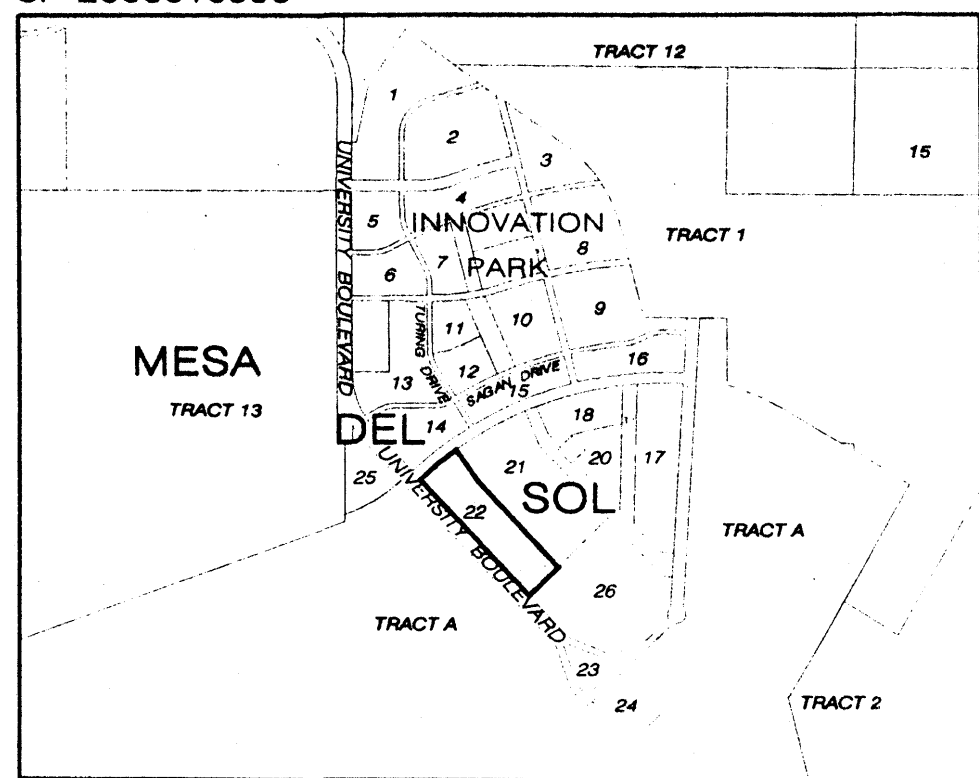 TRACT 12
1
2
3
15
4
5
INNOVATION
TRACT 1
8
7
PARK
6
UNIVERSITY BOULEVARD
9
10
11
TURING DRIVE
MESA
16
12
SAGAN DRIVE
13
15
TRACT 13
18
14
DEL
21
20
17
25
SOL
22
UNIVERSITY BOULEVARD
TRACT A
26
TRACT A
23
24
TRACT 2